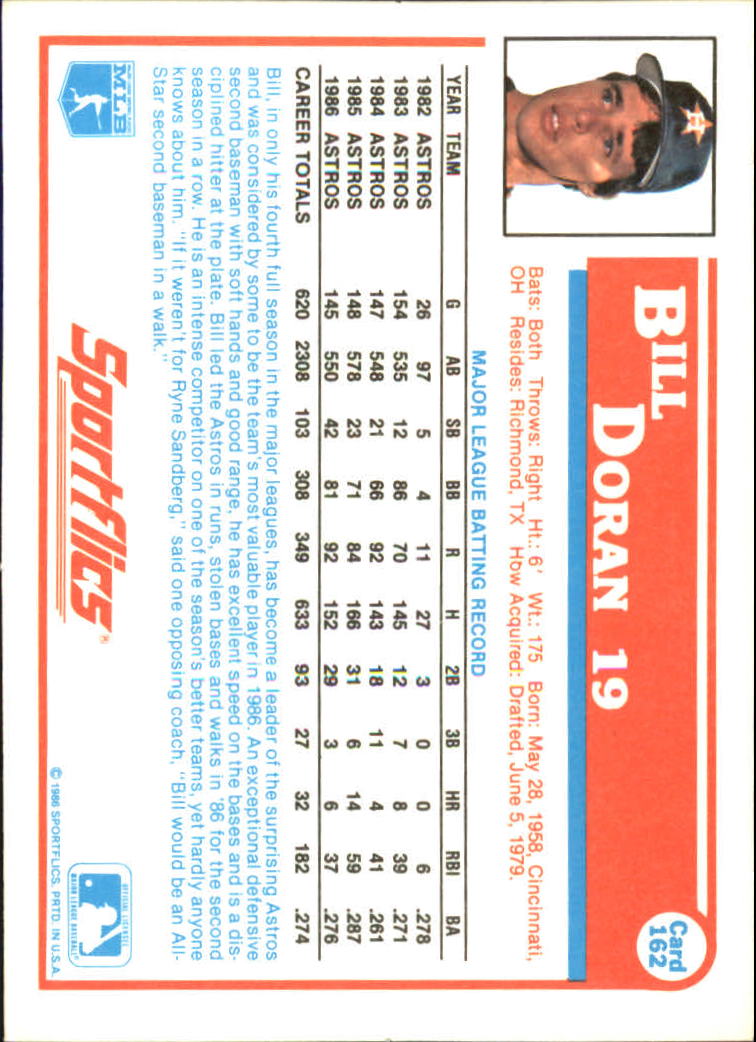 BILL
DORAN 19
Card
162
Bats: Both Throws: Right Ht.: 6' Wt.: 175 Born: May 28, 1958, Cincinnati,
OH Resides: Richmond, TX How Acquired: Drafted, June 5, 1979.
MAJOR LEAGUE BATTING RECORD
YEAR TEAM G AB SB BB R H 2B 3B HR RBI BA
1982 ASTROS 26 97 5 4 11 27 3 0 0 6 .278
1983 ASTROS 154 535 12 86 70 145 12 7 8 39 .271
1984 ASTROS 147 548 21 66 92 143 18 11 4 41 .261
1985 ASTROS 148 578 23 71 84 166 31 6 14 59 .287
1986 ASTROS 145 550 42 81 92 152 29 3 6 37 .276
CAREER TOTALS 620 2308 103 308 349 633 93 27 32 182 .274
Bill, in only his fourth full season in the major leagues, has become a leader of the surprising Astros
and was considered by some to be the team's most valuable player in 1986. An exceptional defensive
second baseman with soft hands and good range, he has excellent speed on the bases and is a dis-
ciplined hitter at the plate. Bill led the Astros in runs, stolen bases and walks in '86 for the second
season in a row. He is an intense competitor on one of the season's better teams, yet hardly anyone
knows about him. "If it weren't for Ryne Sandberg," said one opposing coach, "Bill would be an All-
Star second baseman in a walk."
MLB
Sportflics®
OFFICIAL LICENSEE
MAJOR LEAGUE BASEBALL®
© 1986 SPORTFLICS. PRTD. IN U.S.A.
H